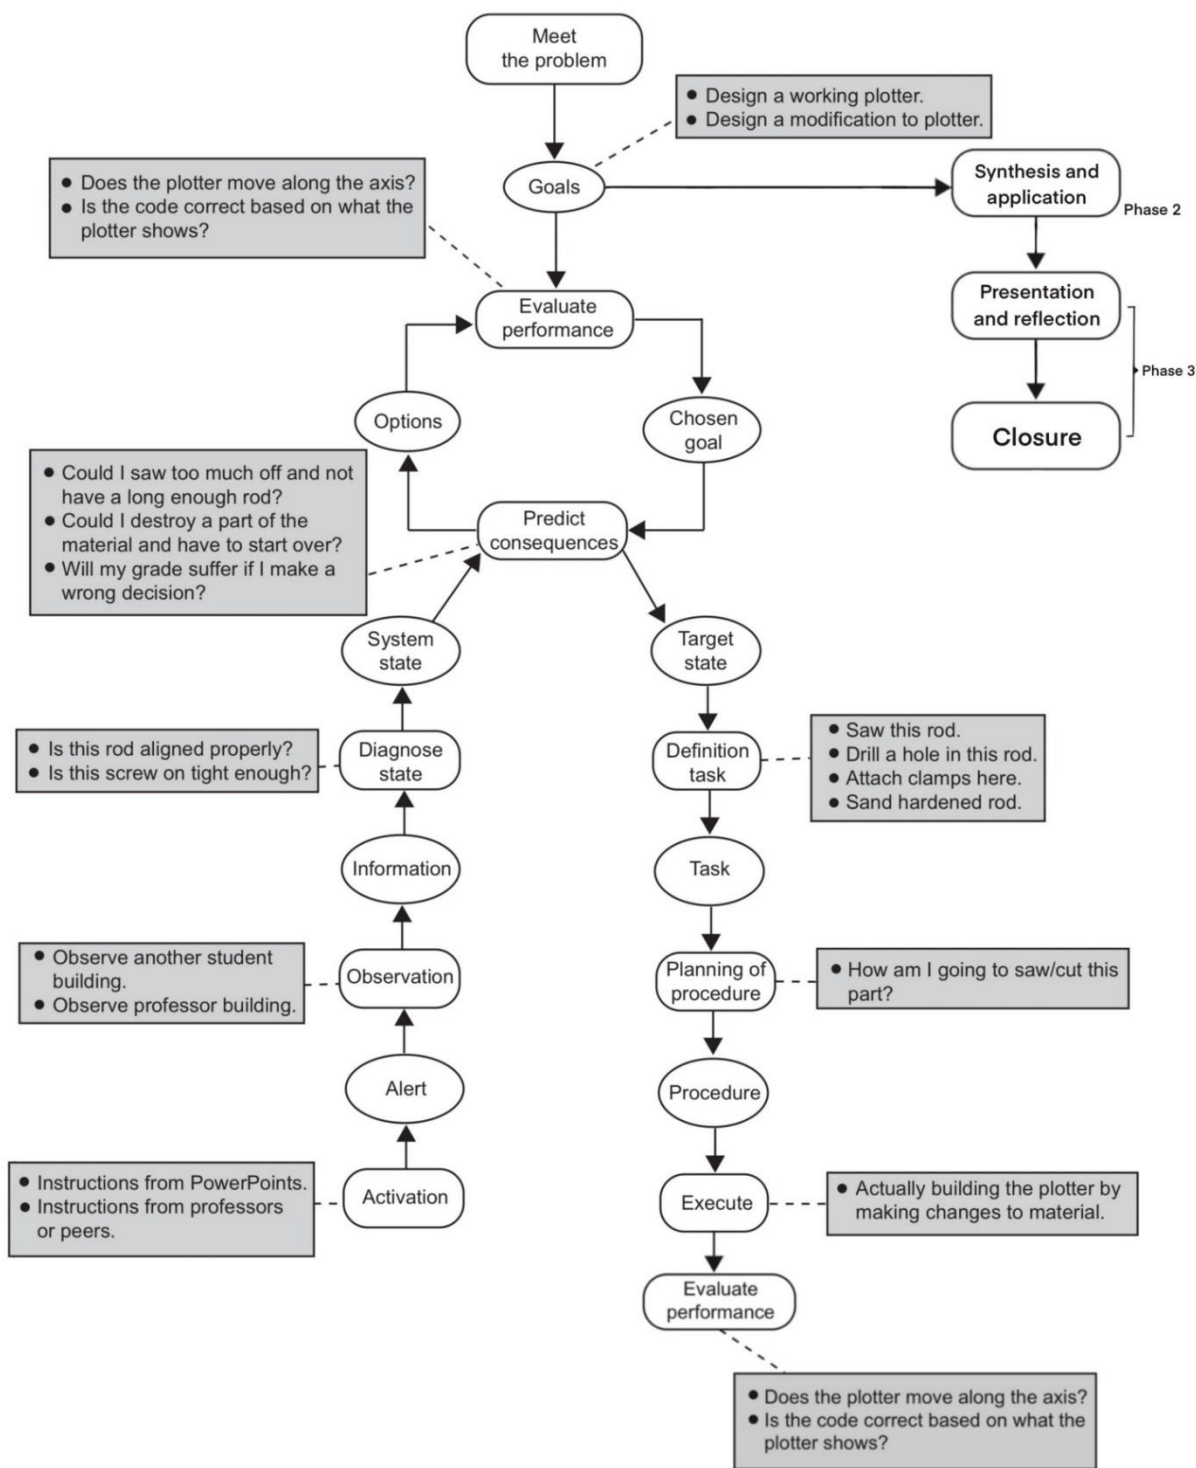 Meet
the problem
● Design a working plotter.
● Design a modification to plotter.
Goals
Synthesis and
application
Phase 2
● Does the plotter move along the axis?
● Is the code correct based on what the
plotter shows?
Evaluate
performance
Presentation
and reflection
Phase 3
Closure
Options
Chosen
goal
● Could I saw too much off and not
have a long enough rod?
● Could I destroy a part of the
material and have to start over?
● Will my grade suffer if I make a
wrong decision?
Predict
consequences
System
state
Target
state
● Is this rod aligned properly?
● Is this screw on tight enough?
Diagnose
state
Definition
task
● Saw this rod.
● Drill a hole in this rod.
● Attach clamps here.
● Sand hardened rod.
Information
Task
● Observe another student
building.
● Observe professor building.
Observation
Planning of
procedure
● How am I going to saw/cut this
part?
Alert
Procedure
● Instructions from PowerPoints.
● Instructions from professors
or peers.
Activation
Execute
● Actually building the plotter by
making changes to material.
Evaluate
performance
● Does the plotter move along the axis?
● Is the code correct based on what the
plotter shows?